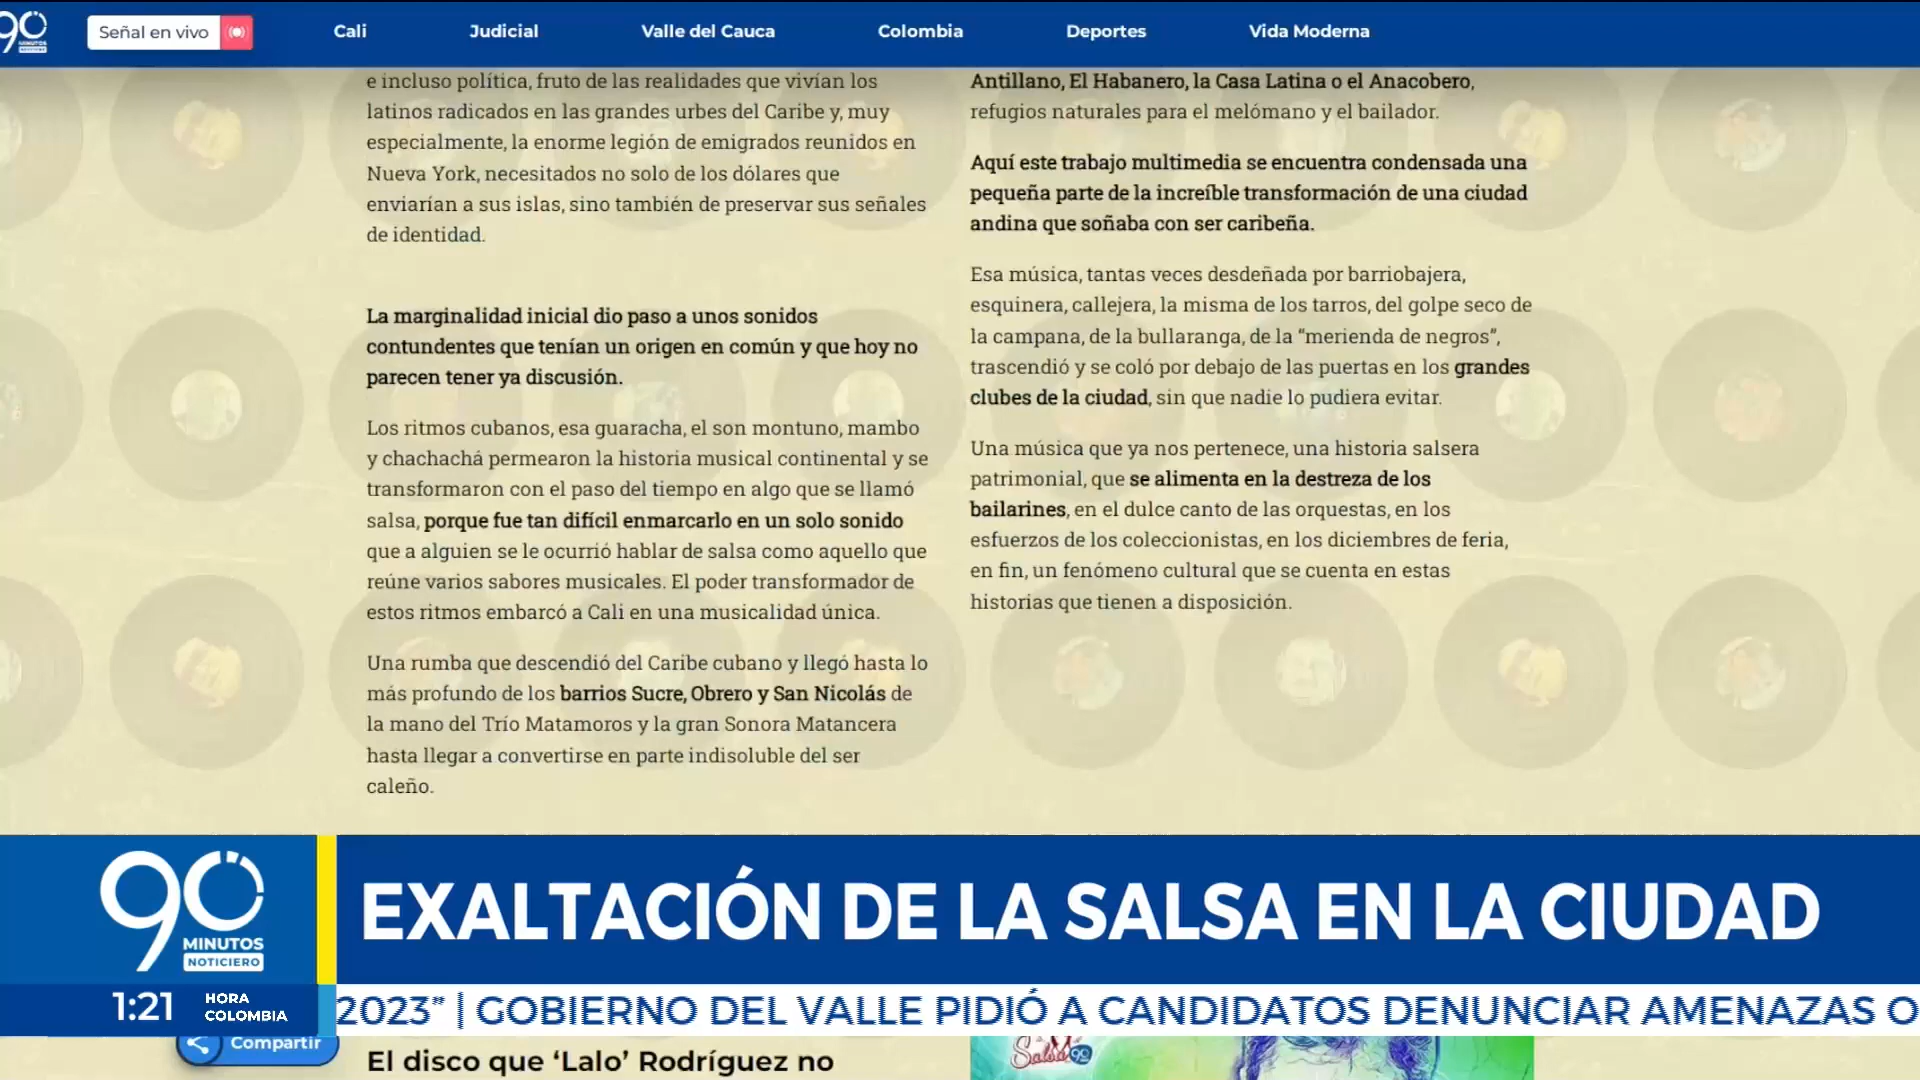 90
MINUTOS
NOTICIERO
Señal en vivo
Cali
Judicial
Valle del Cauca
Colombia
Deportes
Vida Moderna
e incluso política, fruto de las realidades que vivían los
latinos radicados en las grandes urbes del Caribe y, muy
especialmente, la enorme legión de emigrados reunidos en
Nueva York, necesitados no solo de los dólares que
enviarían a sus islas, sino también de preservar sus señales
de identidad.
La marginalidad inicial dio paso a unos sonidos
contundentes que tenían un origen en común y que hoy no
parecen tener ya discusión.
Los ritmos cubanos, esa guaracha, el son montuno, mambo
y chachachá permearon la historia musical continental y se
transformaron con el paso del tiempo en algo que se llamó
salsa, porque fue tan difícil enmarcarlo en un solo sonido
que a alguien se le ocurrió hablar de salsa como aquello que
reúne varios sabores musicales. El poder transformador de
estos ritmos embarcó a Cali en una musicalidad única.
Una rumba que descendió del Caribe cubano y llegó hasta lo
más profundo de los barrios Sucre, Obrero y San Nicolás de
la mano del Trío Matamoros y la gran Sonora Matancera
hasta llegar a convertirse en parte indisoluble del ser
caleño.
Antillano, El Habanero, la Casa Latina o el Anacobero,
refugios naturales para el melómano y el bailador.
Aquí este trabajo multimedia se encuentra condensada una
pequeña parte de la increíble transformación de una ciudad
andina que soñaba con ser caribeña.
Esa música, tantas veces desdeñada por barriobajera,
esquinera, callejera, la misma de los tarros, del golpe seco de
la campana, de la bullaranga, de la “merienda de negros”,
trascendió y se coló por debajo de las puertas en los grandes
clubes de la ciudad, sin que nadie lo pudiera evitar.
Una música que ya nos pertenece, una historia salsera
patrimonial, que se alimenta en la destreza de los
bailarines, en el dulce canto de las orquestas, en los
esfuerzos de los coleccionistas, en los diciembres de feria,
en fin, un fenómeno cultural que se cuenta en estas
historias que tienen a disposición.
90
MINUTOS
NOTICIERO
EXALTACIÓN DE LA SALSA EN LA CIUDAD
1:21 HORA
COLOMBIA
2023” | GOBIERNO DEL VALLE PIDIÓ A CANDIDATOS DENUNCIAR AMENAZAS O
Compartir
El disco que ‘Lalo’ Rodríguez no
Salsa 90